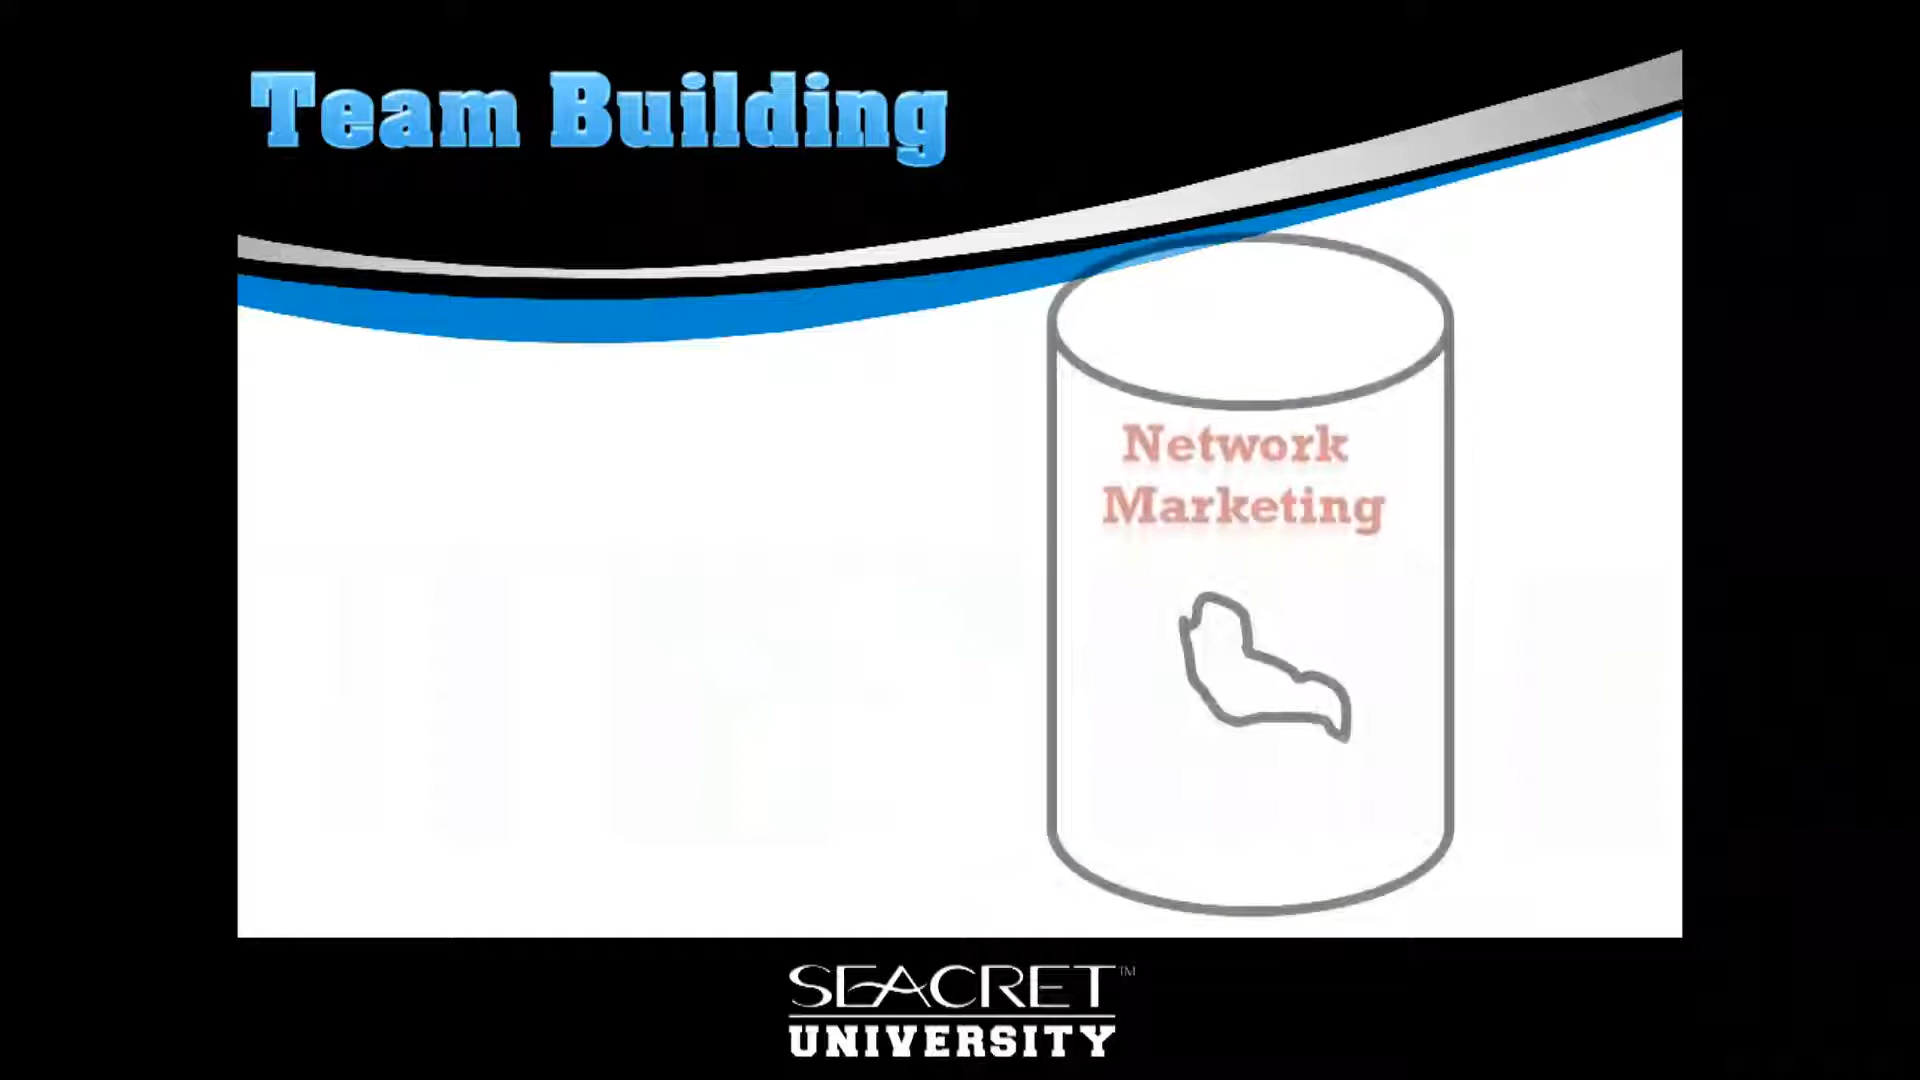 Team Building
Network
Marketing
SEACRET™
UNIVERSITY